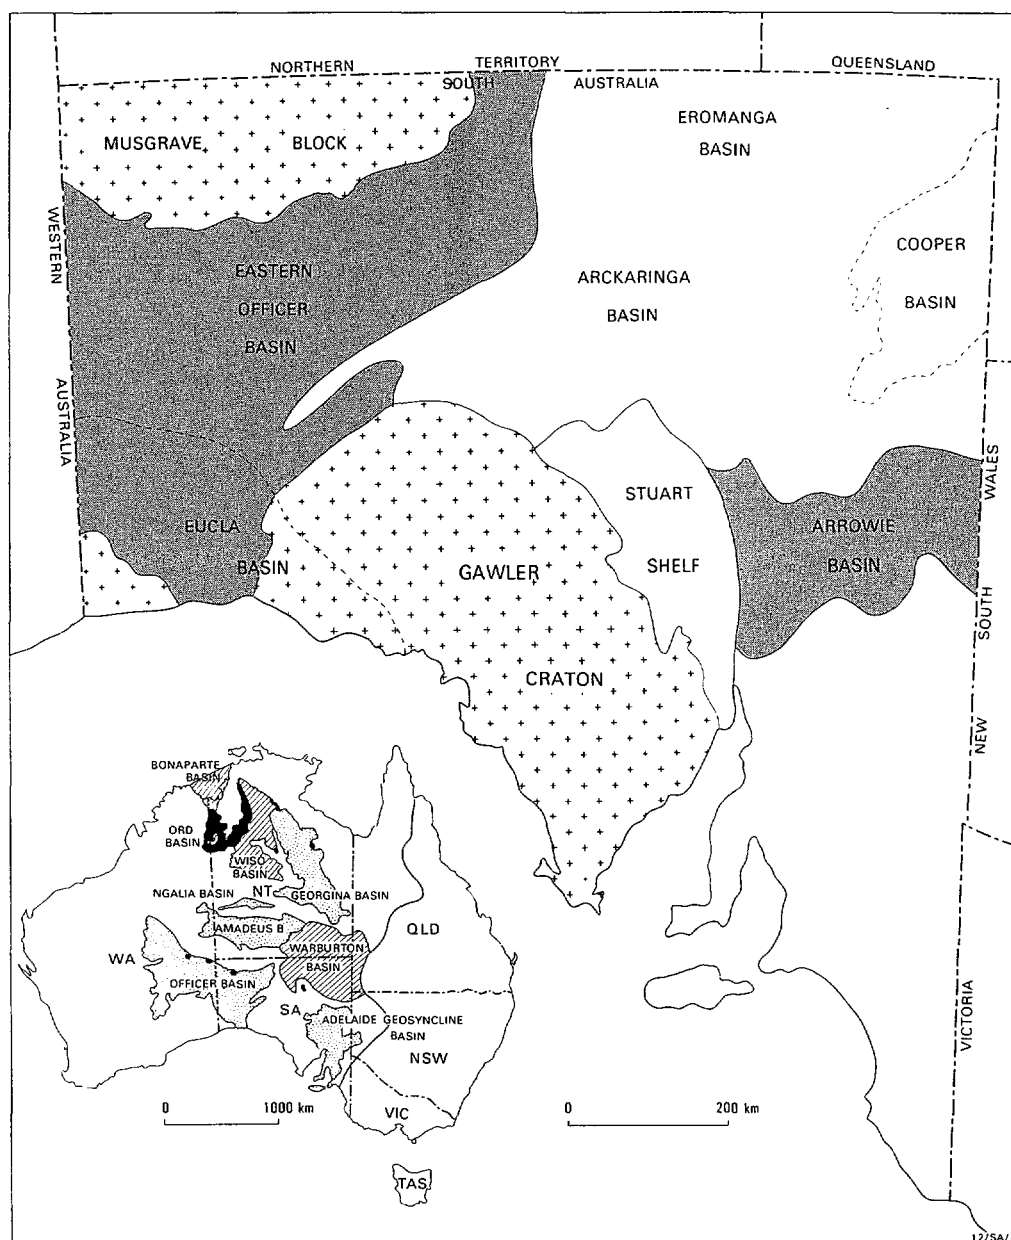 NORTHERN TERRITORY QUEENSLAND
SOUTH AUSTRALIA
MUSGRAVE BLOCK
EROMANGA
BASIN
WESTERN
AUSTRALIA
EASTERN
OFFICER
BASIN
ARCKARINGA
BASIN
COOPER
BASIN
EUCLA
BASIN
GAWLER
CRATON
STUART
SHELF
ARROWIE
BASIN
NEW SOUTH WALES
VICTORIA
BONAPARTE
BASIN
ORD
BASIN
WISO
BASIN
NT
NGALIA BASIN
GEORGINA BASIN
AMADEUS B
QLD
WARBURTON
BASIN
WA
OFFICER BASIN
SA
ADELAIDE GEOSYNCLINE
BASIN
NSW
VIC
TAS
0 1000 km
0 200 km